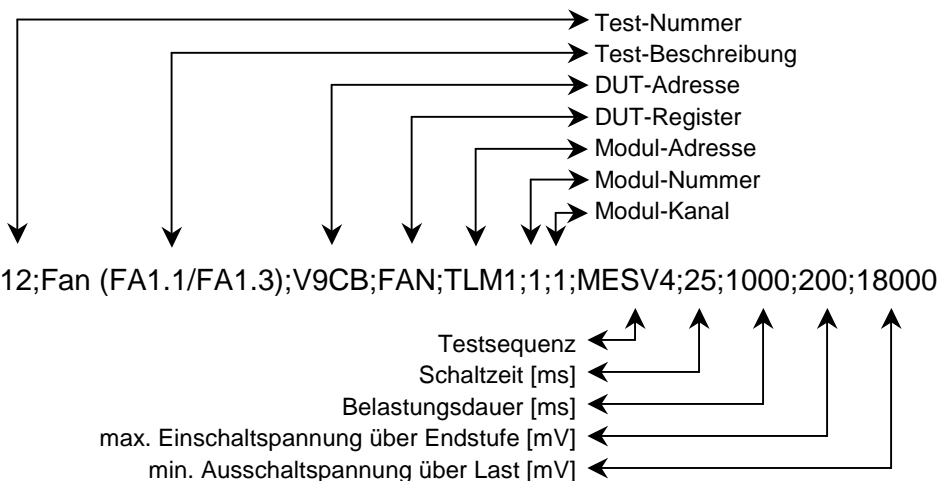 Test-Nummer
Test-Beschreibung
DUT-Adresse
DUT-Register
Modul-Adresse
Modul-Nummer
Modul-Kanal
12;Fan (FA1.1/FA1.3);V9CB;FAN;TLM1;1;1;MESV4;25;1000;200;18000
Testsequenz
Schaltzeit [ms]
Belastungsdauer [ms]
max. Einschaltspannung über Endstufe [mV]
min. Ausschaltspannung über Last [mV]